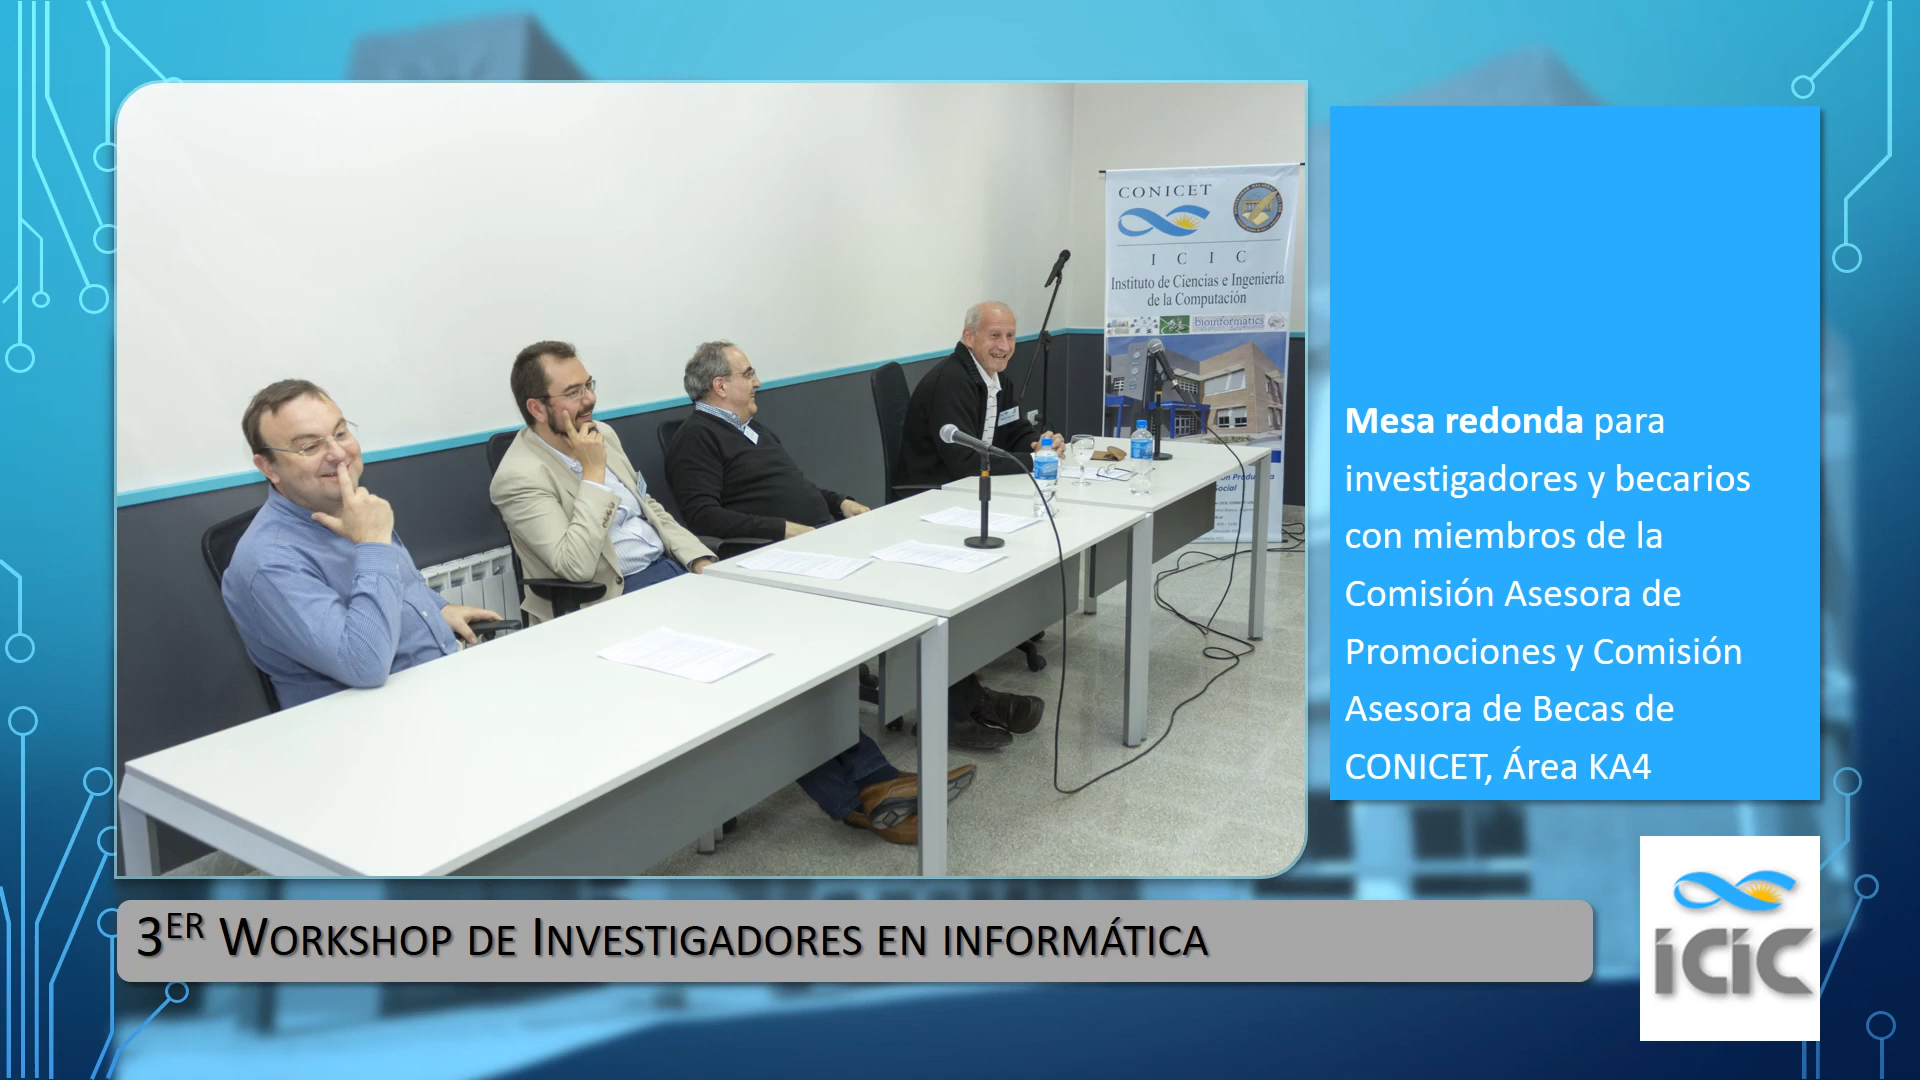 CONICET
I C I C
Instituto de Ciencias e Ingeniería
de la Computación
bioinformatics
Mesa redonda para
investigadores y becarios
con miembros de la
Comisión Asesora de
Promociones y Comisión
Asesora de Becas de
CONICET, Área KA4
3ER WORKSHOP DE INVESTIGADORES EN INFORMÁTICA
iCiC